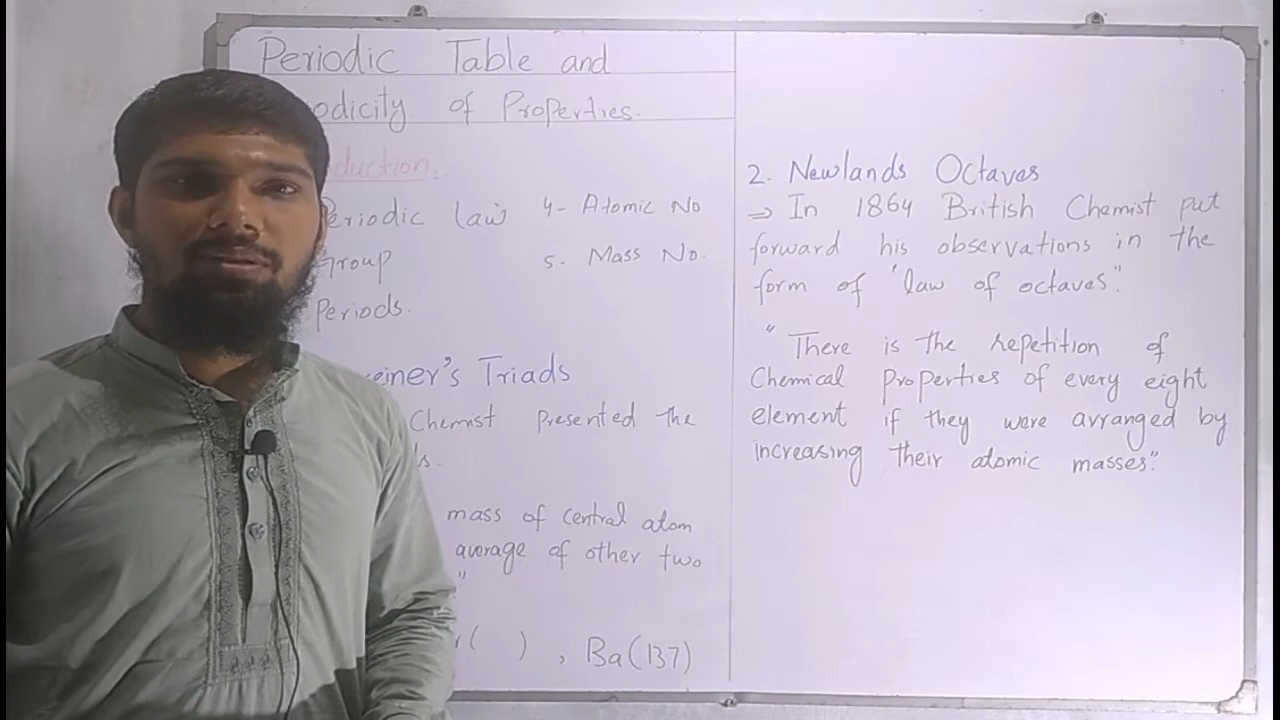 Periodic Table and
odicity of Properties.
duction:-
Periodic law
Group
Periods.
4- Atomic No
5- Mass No.
einer's Triads
Chemist presented the
ds.
mass of central atom
average of other two
"
( ) , Ba(137)
2. Newlands Octaves
⇒ In 1864 British Chemist put
forward his observations in the
form of 'law of octaves".
"There is the repetition of
Chemical Properties of every eight
element if they were arranged by
increasing their atomic masses."